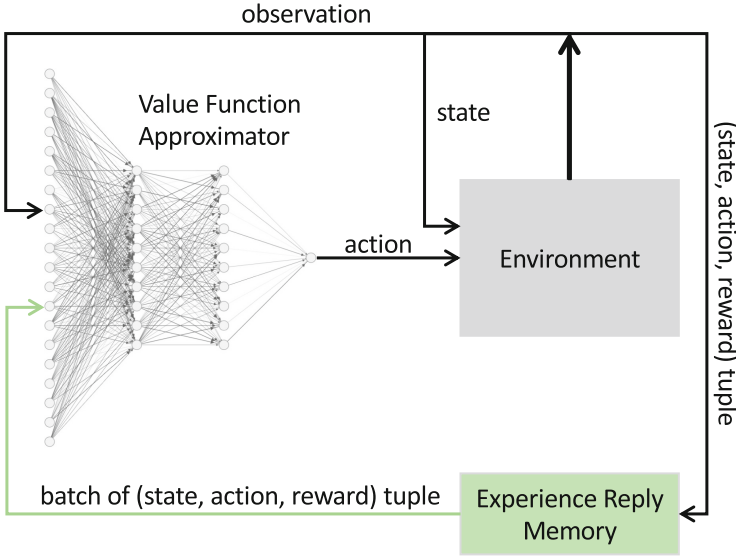 observation
Value Function
Approximator
state
(state, action, reward) tuple
action
Environment
batch of (state, action, reward) tuple
Experience Reply
Memory